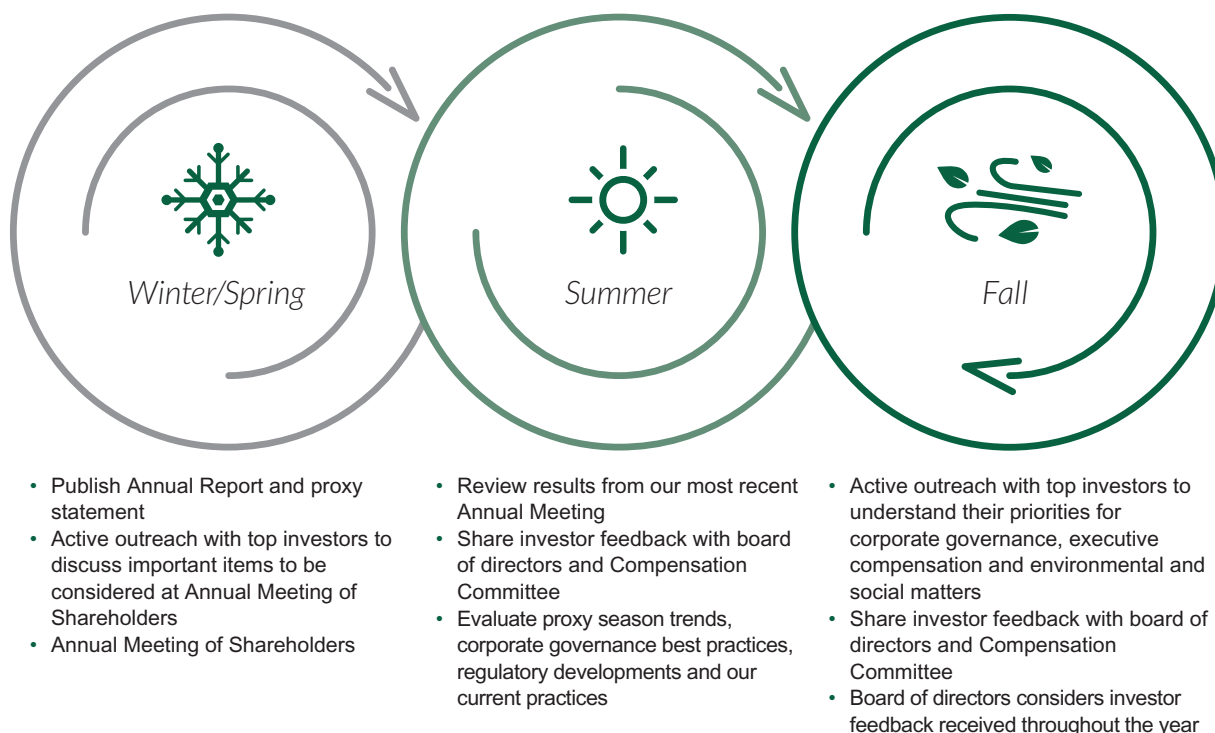 Winter/Spring
• Publish Annual Report and proxy
statement
• Active outreach with top investors to
discuss important items to be
considered at Annual Meeting of
Shareholders
• Annual Meeting of Shareholders
Summer
• Review results from our most recent
Annual Meeting
• Share investor feedback with board
of directors and Compensation
Committee
• Evaluate proxy season trends,
corporate governance best practices,
regulatory developments and our
current practices
Fall
• Active outreach with top investors to
understand their priorities for
corporate governance, executive
compensation and environmental and
social matters
• Share investor feedback with board of
directors and Compensation
Committee
• Board of directors considers investor
feedback received throughout the year